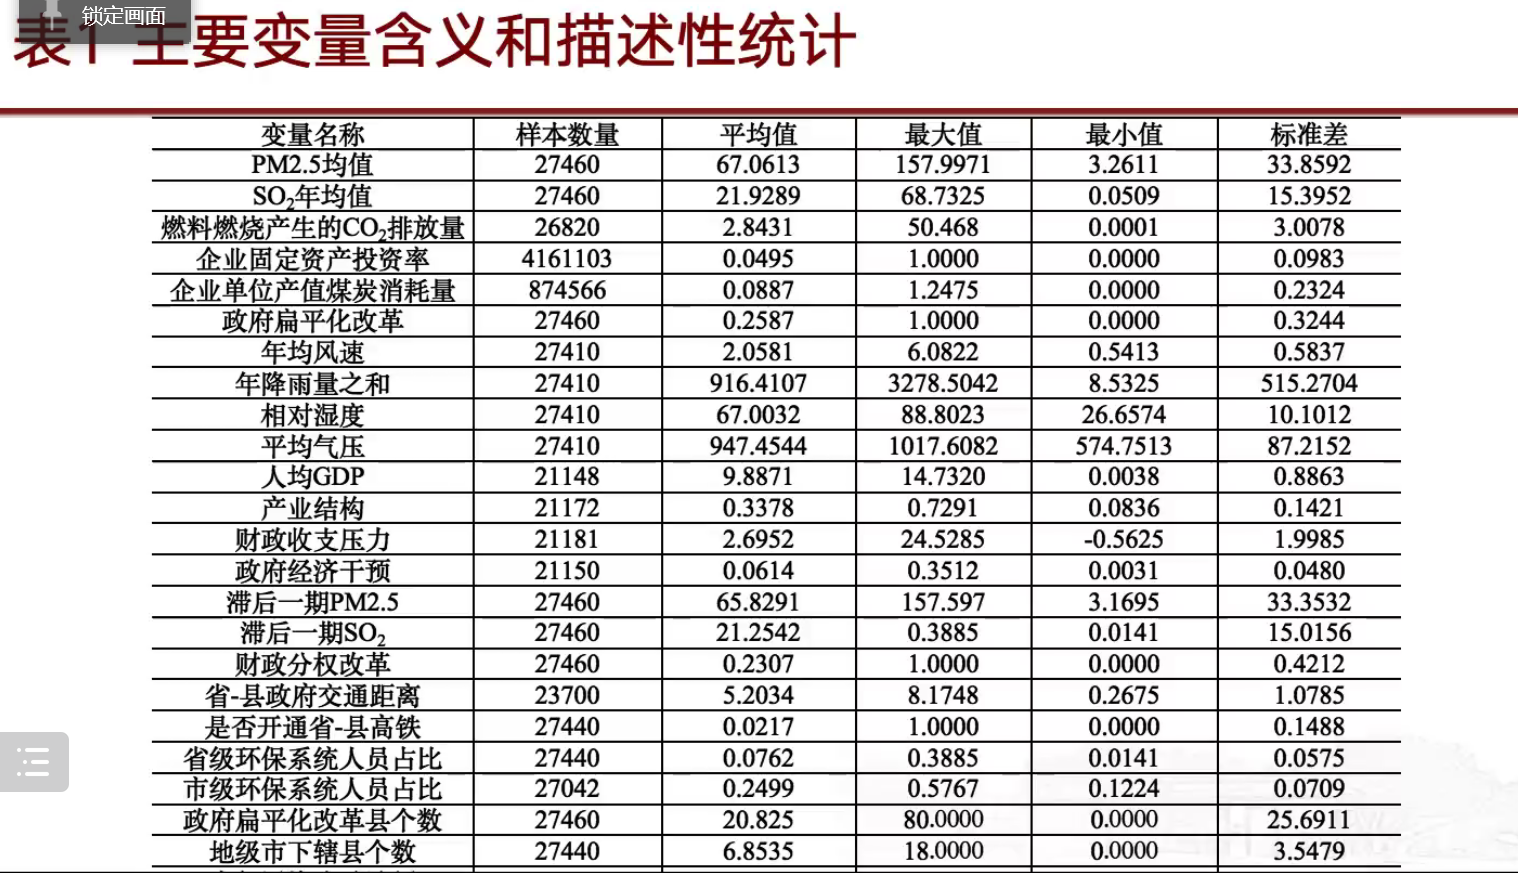 锁定画面
表1 主要变量含义和描述性统计
变量名称 样本数量 平均值 最大值 最小值 标准差
PM2.5均值 27460 67.0613 157.9971 3.2611 33.8592
SO₂年均值 27460 21.9289 68.7325 0.0509 15.3952
燃料燃烧产生的CO₂排放量 26820 2.8431 50.468 0.0001 3.0078
企业固定资产投资率 4161103 0.0495 1.0000 0.0000 0.0983
企业单位产值煤炭消耗量 874566 0.0887 1.2475 0.0000 0.2324
政府扁平化改革 27460 0.2587 1.0000 0.0000 0.3244
年均风速 27410 2.0581 6.0822 0.5413 0.5837
年降雨量之和 27410 916.4107 3278.5042 8.5325 515.2704
相对湿度 27410 67.0032 88.8023 26.6574 10.1012
平均气压 27410 947.4544 1017.6082 574.7513 87.2152
人均GDP 21148 9.8871 14.7320 0.0038 0.8863
产业结构 21172 0.3378 0.7291 0.0836 0.1421
财政收支压力 21181 2.6952 24.5285 -0.5625 1.9985
政府经济干预 21150 0.0614 0.3512 0.0031 0.0480
滞后一期PM2.5 27460 65.8291 157.597 3.1695 33.3532
滞后一期SO₂ 27460 21.2542 0.3885 0.0141 15.0156
财政分权改革 27460 0.2307 1.0000 0.0000 0.4212
省-县政府交通距离 23700 5.2034 8.1748 0.2675 1.0785
是否开通省-县高铁 27440 0.0217 1.0000 0.0000 0.1488
省级环保系统人员占比 27440 0.0762 0.3885 0.0141 0.0575
市级环保系统人员占比 27042 0.2499 0.5767 0.1224 0.0709
政府扁平化改革县个数 27460 20.825 80.0000 0.0000 25.6911
地级市下辖县个数 27440 6.8535 18.0000 0.0000 3.5479